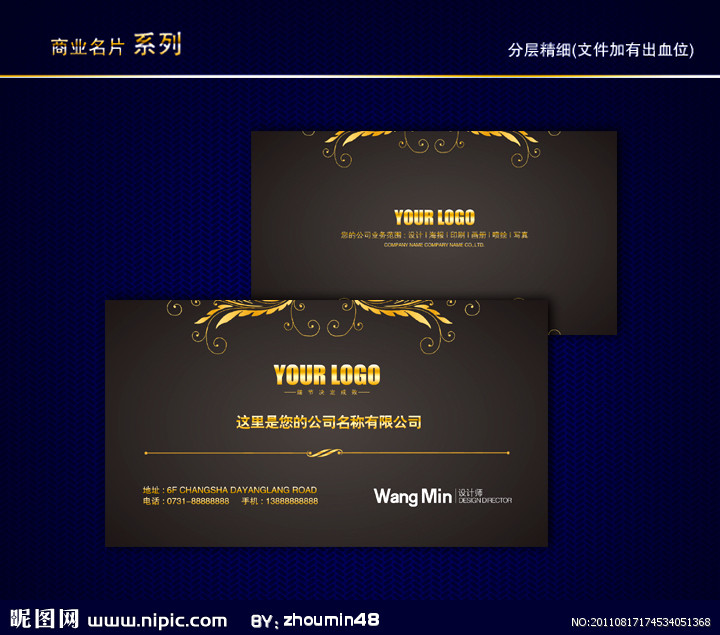 商业名片 系列
分层精细(文件加有出血位)
YOUR LOGO
您的公司业务范围：设计 | 海报 | 印刷 | 画册 | 喷绘 | 写真
COMPANY NAME COMPANY NAME CO.,LTD.
YOUR LOGO
细节决定成败
这里是您的公司名称有限公司
地址：6F CHANGSHA DAYANGLANG ROAD
电话：0731-88888888 手机：13888888888
Wang Min 设计师
DESIGN DIRECTOR
昵图网 www.nipic.com BY: zhoumin48
NO:20110817174534051368